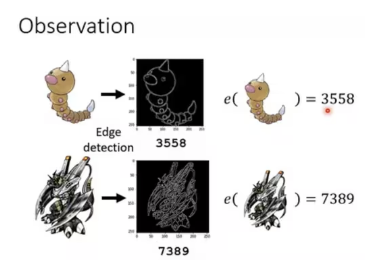 Observation
3558
e( ) = 3558
Edge
detection
7389
e( ) = 7389